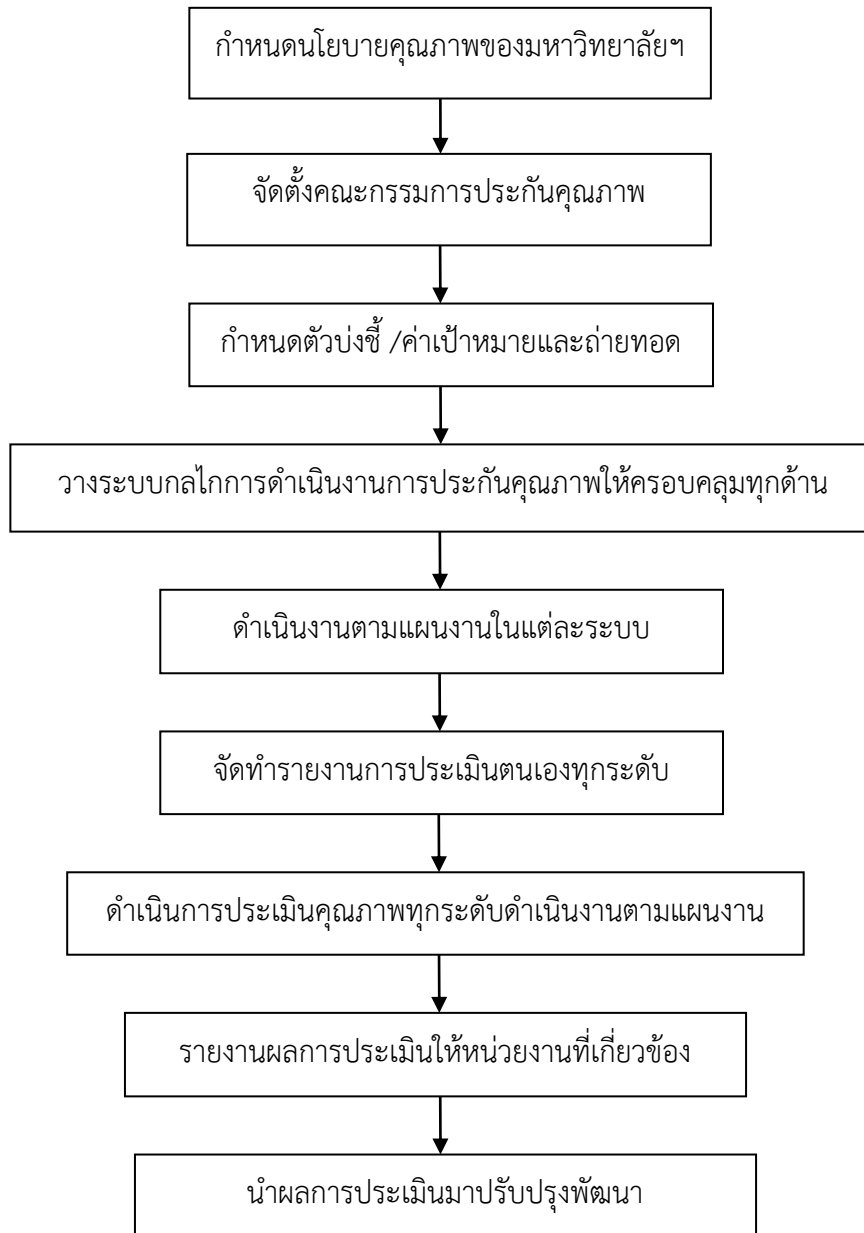 กำหนดนโยบายคุณภาพของมหาวิทยาลัยฯ
จัดตั้งคณะกรรมการประกันคุณภาพ
กำหนดตัวบ่งชี้ /ค่าเป้าหมายและถ่ายทอด
วางระบบกลไกการดำเนินงานการประกันคุณภาพให้ครอบคลุมทุกด้าน
ดำเนินงานตามแผนงานในแต่ละระบบ
จัดทำรายงานการประเมินตนเองทุกระดับ
ดำเนินการประเมินคุณภาพทุกระดับดำเนินงานตามแผนงาน
รายงานผลการประเมินให้หน่วยงานที่เกี่ยวข้อง
นำผลการประเมินมาปรับปรุงพัฒนา